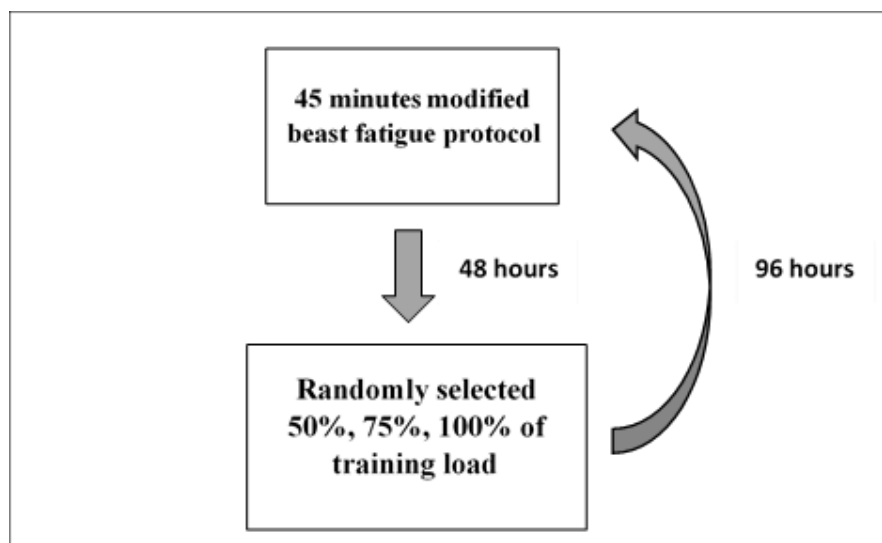 45 minutes modified
beast fatigue protocol
48 hours
96 hours
Randomly selected
50%, 75%, 100% of
training load